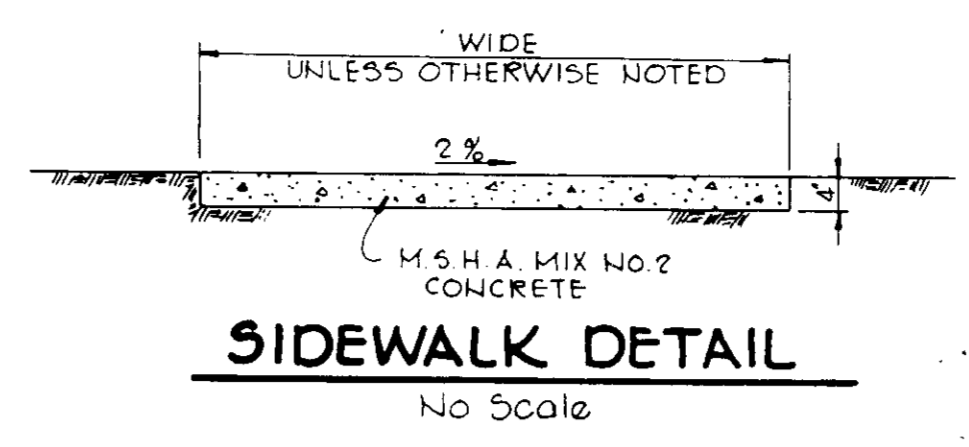 ' WIDE
UNLESS OTHERWISE NOTED
2 %
4"
M.S.H.A. MIX NO. 2
CONCRETE
SIDEWALK DETAIL
No Scale